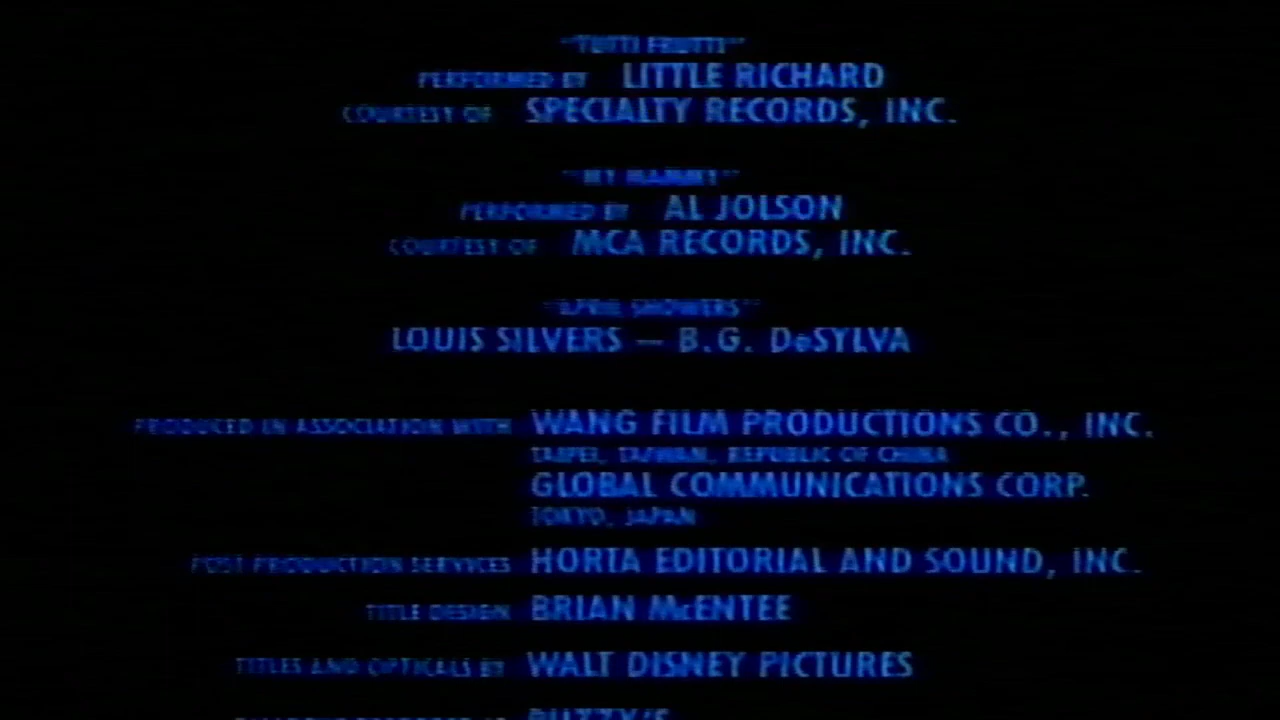 "TUTTI FRUTTI"
PERFORMED BY LITTLE RICHARD
COURTESY OF SPECIALTY RECORDS, INC.
"MY MAMMY"
PERFORMED BY AL JOLSON
COURTESY OF MCA RECORDS, INC.
"APRIL SHOWERS"
LOUIS SILVERS — B.G. DeSYLVA
PRODUCED IN ASSOCIATION WITH WANG FILM PRODUCTIONS CO., INC.
TAIPEI, TAIWAN, REPUBLIC OF CHINA
GLOBAL COMMUNICATIONS CORP.
TOKYO, JAPAN
POST PRODUCTION SERVICES HORTA EDITORIAL AND SOUND, INC.
TITLE DESIGN BRIAN McENTEE
TITLES AND OPTICALS BY WALT DISNEY PICTURES